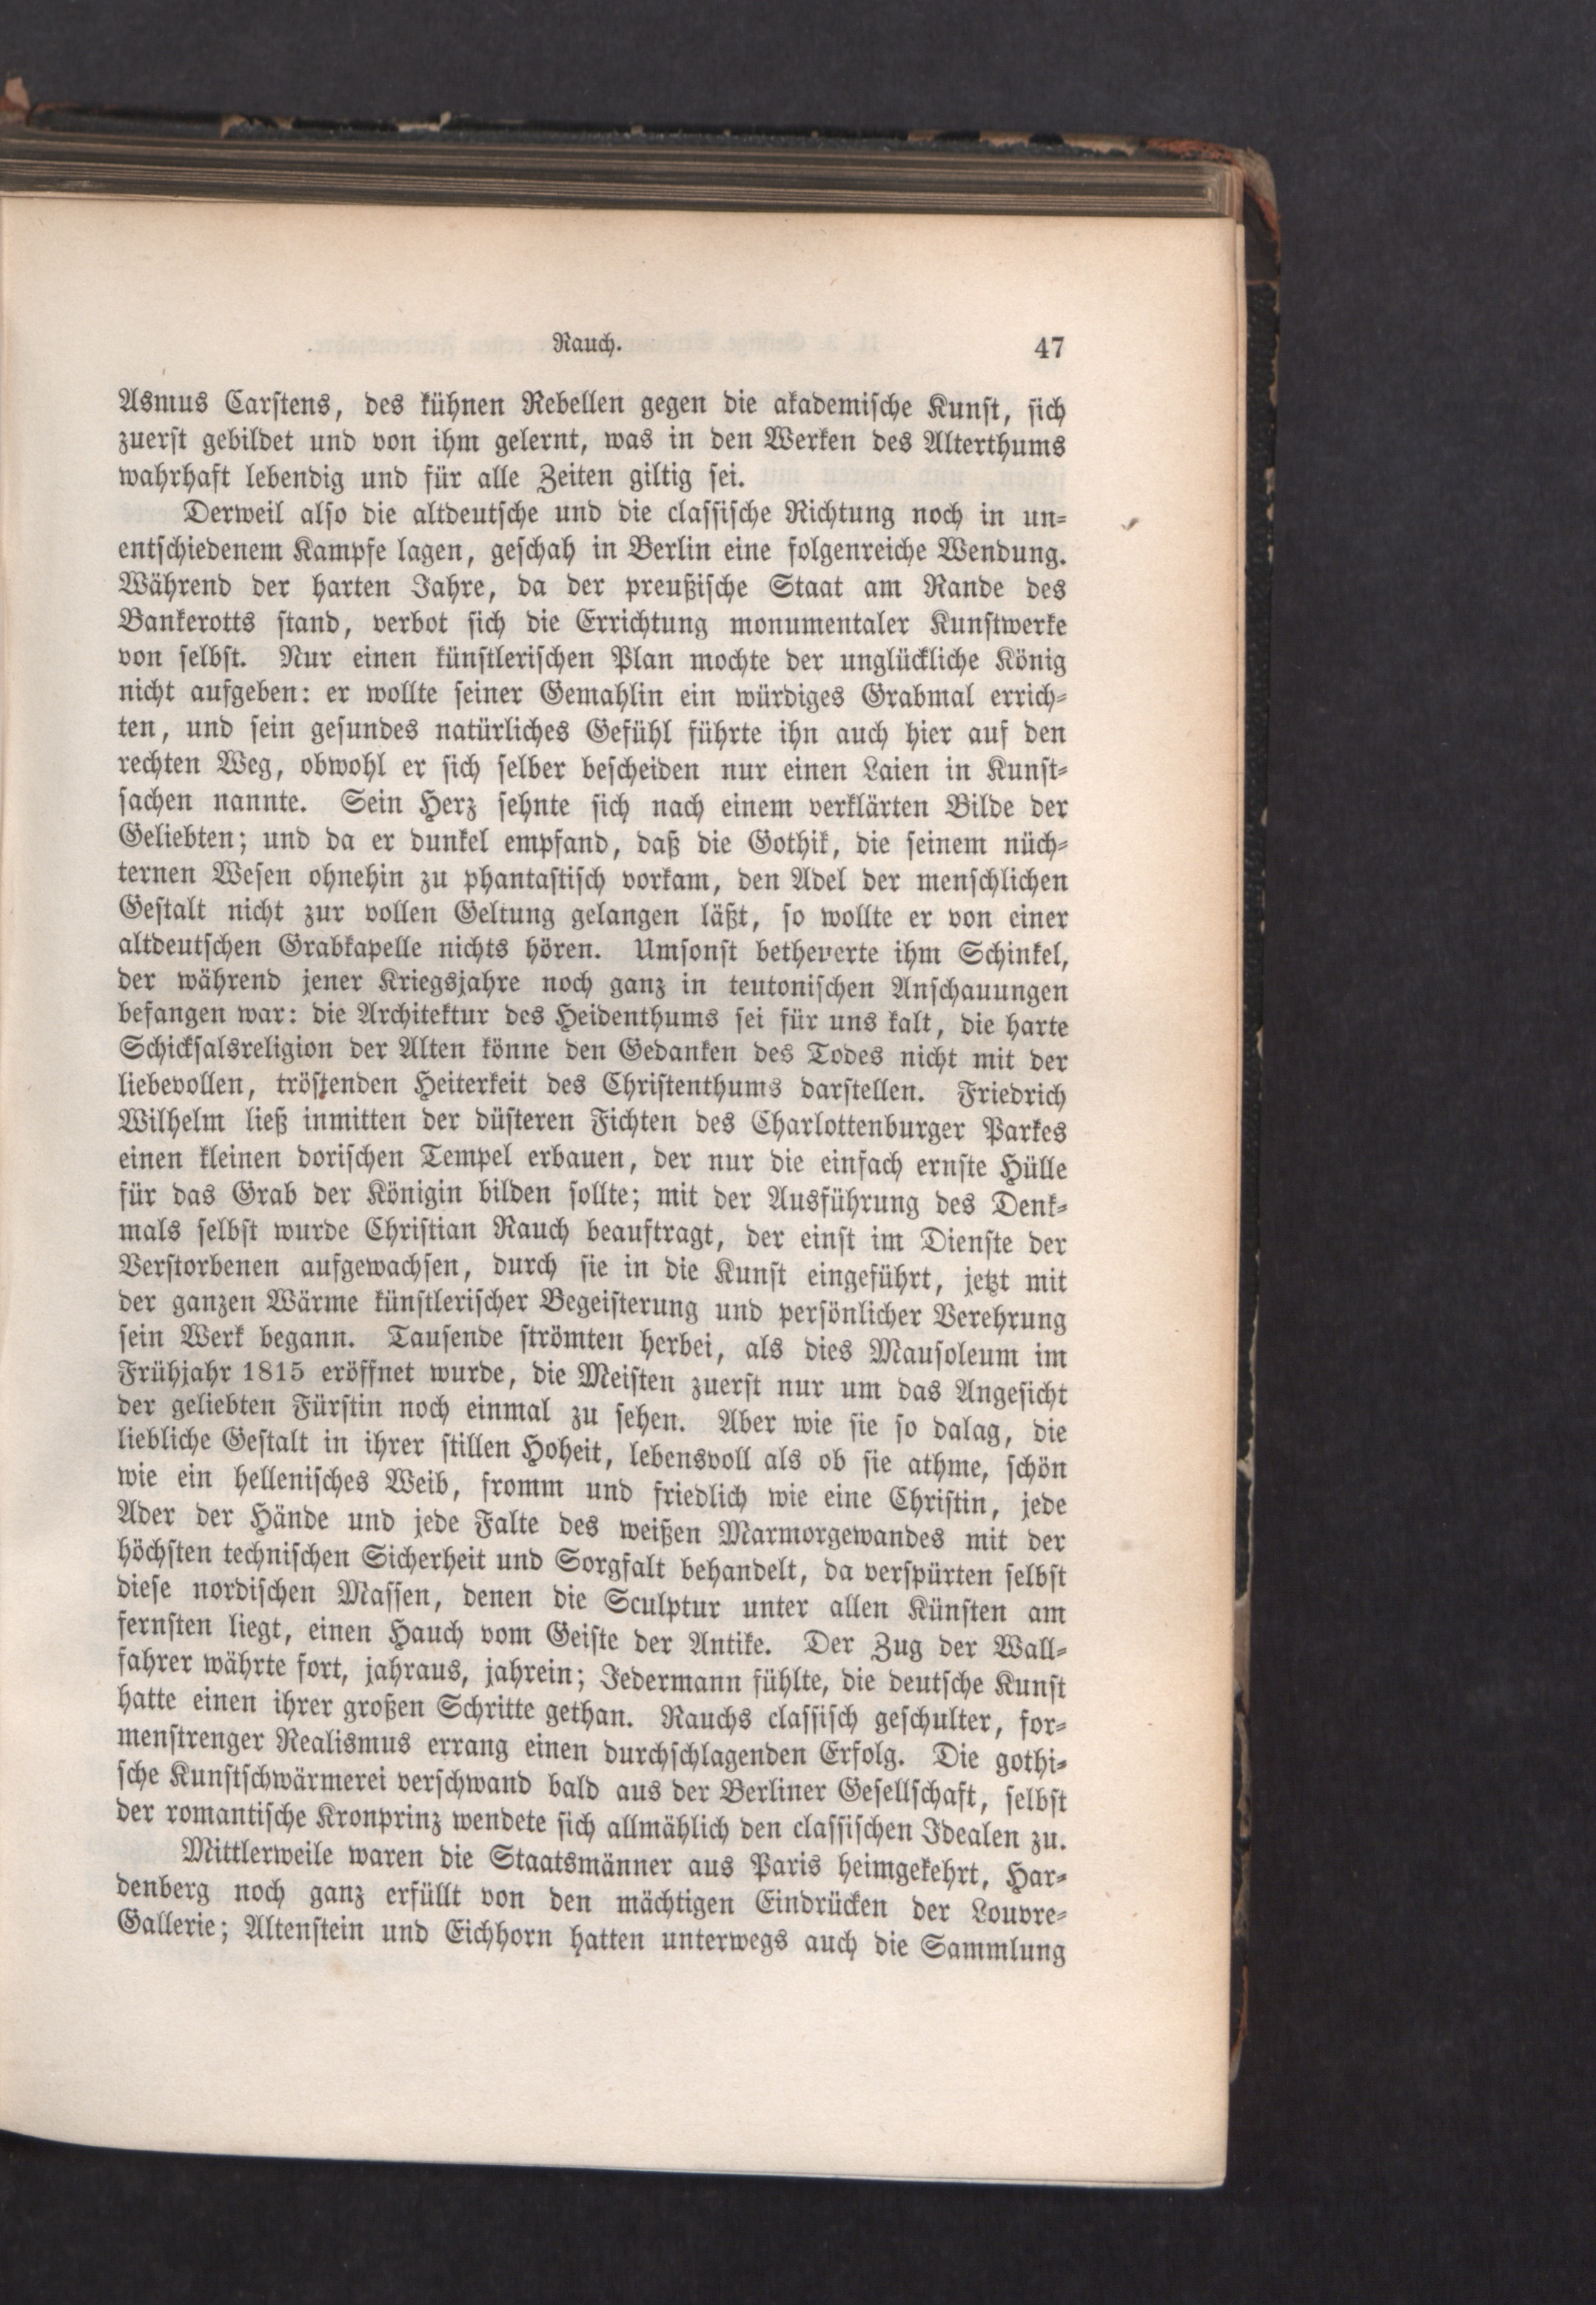 Rauch. 47
Asmus Carstens, des kühnen Rebellen gegen die akademische Kunst, sich
zuerst gebildet und von ihm gelernt, was in den Werken des Alterthums
wahrhaft lebendig und für alle Zeiten giltig sei.
Derweil also die altdeutsche und die classische Richtung noch in un-
entschiedenem Kampfe lagen, geschah in Berlin eine folgenreiche Wendung.
Während der harten Jahre, da der preußische Staat am Rande des
Bankerotts stand, verbot sich die Errichtung monumentaler Kunstwerke
von selbst. Nur einen künstlerischen Plan mochte der unglückliche König
nicht aufgeben: er wollte seiner Gemahlin ein würdiges Grabmal errich-
ten, und sein gesundes natürliches Gefühl führte ihn auch hier auf den
rechten Weg, obwohl er sich selber bescheiden nur einen Laien in Kunst-
sachen nannte. Sein Herz sehnte sich nach einem verklärten Bilde der
Geliebten; und da er dunkel empfand, daß die Gothik, die seinem nüch-
ternen Wesen ohnehin zu phantastisch vorkam, den Adel der menschlichen
Gestalt nicht zur vollen Geltung gelangen läßt, so wollte er von einer
altdeutschen Grabkapelle nichts hören. Umsonst betheuerte ihm Schinkel,
der während jener Kriegsjahre noch ganz in teutonischen Anschauungen
befangen war: die Architektur des Heidenthums sei für uns kalt, die harte
Schicksalsreligion der Alten könne den Gedanken des Todes nicht mit der
liebevollen, tröstenden Heiterkeit des Christenthums darstellen. Friedrich
Wilhelm ließ inmitten der düsteren Fichten des Charlottenburger Parkes
einen kleinen dorischen Tempel erbauen, der nur die einfach ernste Hülle
für das Grab der Königin bilden sollte; mit der Ausführung des Denk-
mals selbst wurde Christian Rauch beauftragt, der einst im Dienste der
Verstorbenen aufgewachsen, durch sie in die Kunst eingeführt, jetzt mit
der ganzen Wärme künstlerischer Begeisterung und persönlicher Verehrung
sein Werk begann. Tausende strömten herbei, als dies Mausoleum im
Frühjahr 1815 eröffnet wurde, die Meisten zuerst nur um das Angesicht
der geliebten Fürstin noch einmal zu sehen. Aber wie sie so dalag, die
liebliche Gestalt in ihrer stillen Hoheit, lebensvoll als ob sie athme, schön
wie ein hellenisches Weib, fromm und friedlich wie eine Christin, jede
Ader der Hände und jede Falte des weißen Marmorgewandes mit der
höchsten technischen Sicherheit und Sorgfalt behandelt, da verspürten selbst
diese nordischen Massen, denen die Sculptur unter allen Künsten am
fernsten liegt, einen Hauch vom Geiste der Antike. Der Zug der Wall-
fahrer währte fort, jahraus, jahrein; Jedermann fühlte, die deutsche Kunst
hatte einen ihrer großen Schritte gethan. Rauchs classisch geschulter, for-
menstrenger Realismus errang einen durchschlagenden Erfolg. Die gothi-
sche Kunstschwärmerei verschwand bald aus der Berliner Gesellschaft, selbst
der romantische Kronprinz wendete sich allmählich den classischen Idealen zu.
Mittlerweile waren die Staatsmänner aus Paris heimgekehrt, Har-
denberg noch ganz erfüllt von den mächtigen Eindrücken der Louvre-
Gallerie; Altenstein und Eichhorn hatten unterwegs auch die Sammlung